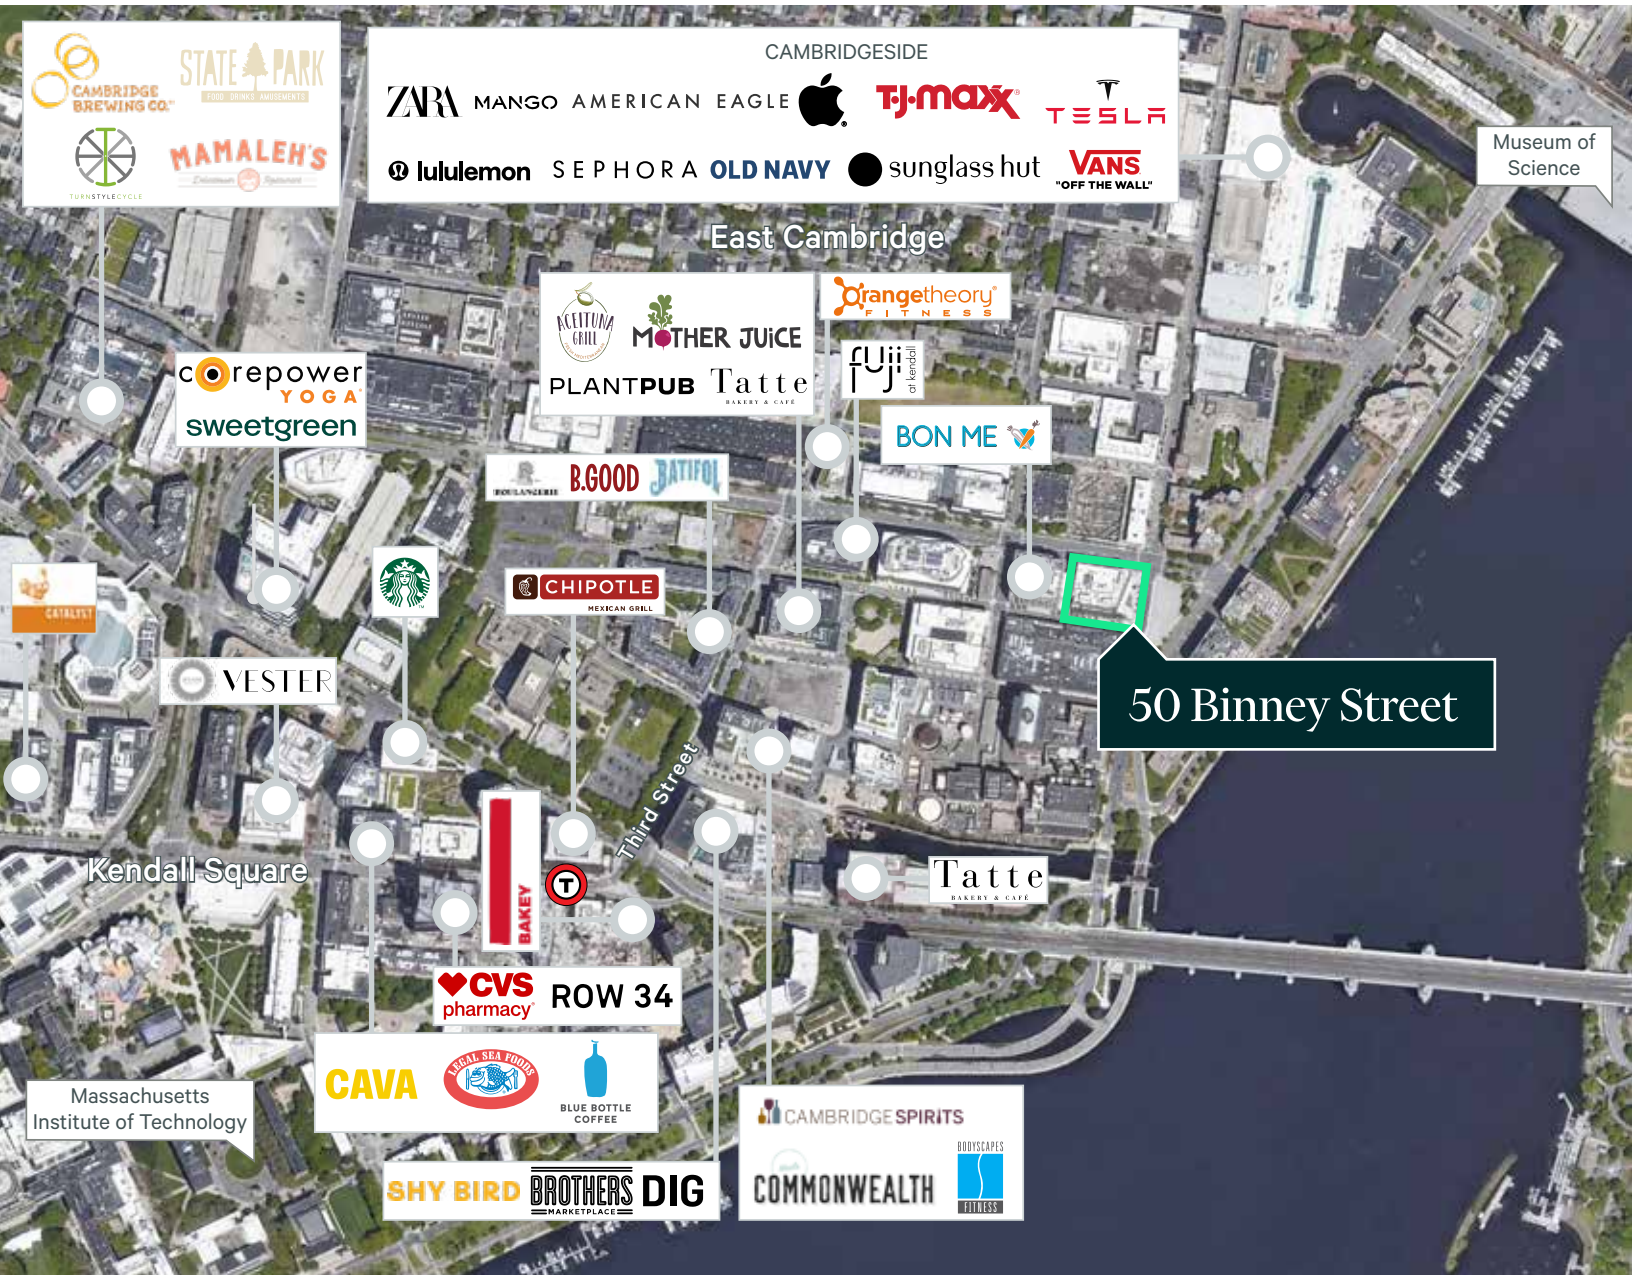 CAMBRIDGE
BREWING CO.
STATE PARK
FOOD DRINKS AMUSEMENTS
TURNSTYLECYCLE
MAMALEH'S
Delicatessen Restaurant
CAMBRIDGESIDE
ZARA MANGO AMERICAN EAGLE T·J·maxx TESLA
lululemon SEPHORA OLD NAVY sunglass hut VANS
"OFF THE WALL"
Museum of
Science
East Cambridge
ACEITUNA
GRILL
MOTHER JUiCE
PLANTPUB Tatte
BAKERY & CAFÉ
Orangetheory®
FITNESS
fuji
at kendall
BON ME
corepower
YOGA
sweetgreen
B.GOOD BATIFOL
CHIPOTLE
MEXICAN GRILL
CATALYST
VESTER
50 Binney Street
Third Street
Kendall Square
BAKEY
T
Tatte
BAKERY & CAFÉ
CVS
pharmacy
ROW 34
CAVA
LEGAL SEA FOODS
BLUE BOTTLE
COFFEE
Massachusetts
Institute of Technology
SHY BIRD BROTHERS DIG
MARKETPLACE
CAMBRIDGE SPIRITS
COMMONWEALTH
BODYSCAPES
FITNESS